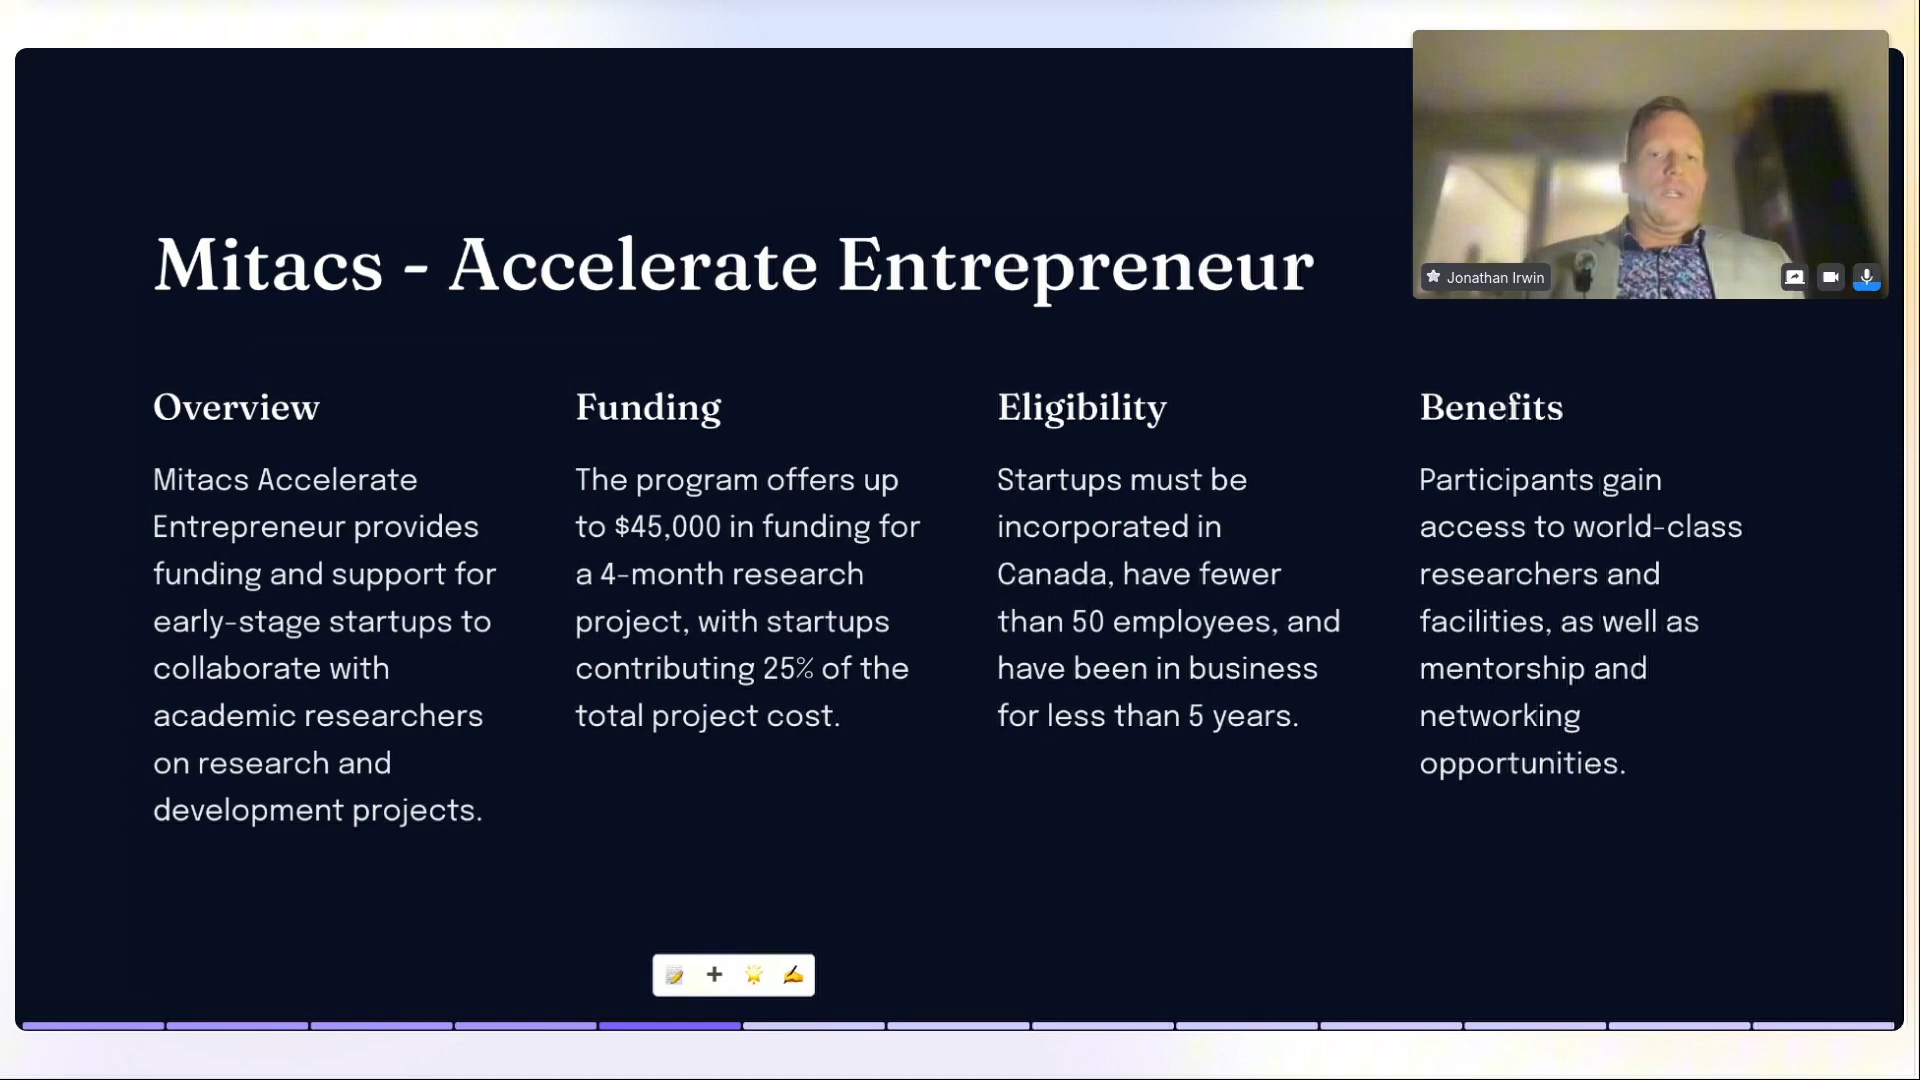 Mitacs - Accelerate Entrepreneur
Jonathan Irwin
Overview
Mitacs Accelerate
Entrepreneur provides
funding and support for
early-stage startups to
collaborate with
academic researchers
on research and
development projects.
Funding
The program offers up
to $45,000 in funding for
a 4-month research
project, with startups
contributing 25% of the
total project cost.
Eligibility
Startups must be
incorporated in
Canada, have fewer
than 50 employees, and
have been in business
for less than 5 years.
Benefits
Participants gain
access to world-class
researchers and
facilities, as well as
mentorship and
networking
opportunities.